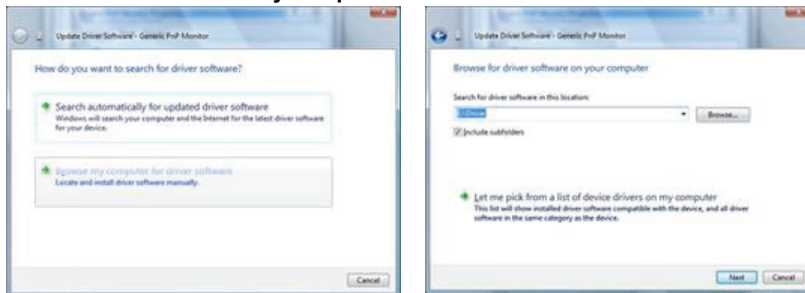 Update Driver Software - Generic PnP Monitor
How do you want to search for driver software?
Search automatically for updated driver software
Windows will search your computer and the Internet for the latest driver software
for your device.
Browse my computer for driver software
Locate and install driver software manually.
Cancel
Update Driver Software - Generic PnP Monitor
Browse for driver software on your computer
Search for driver software in this location:
Browse...
Include subfolders
Let me pick from a list of device drivers on my computer
This list will show installed driver software compatible with the device, and all driver
software in the same category as the device.
Next
Cancel